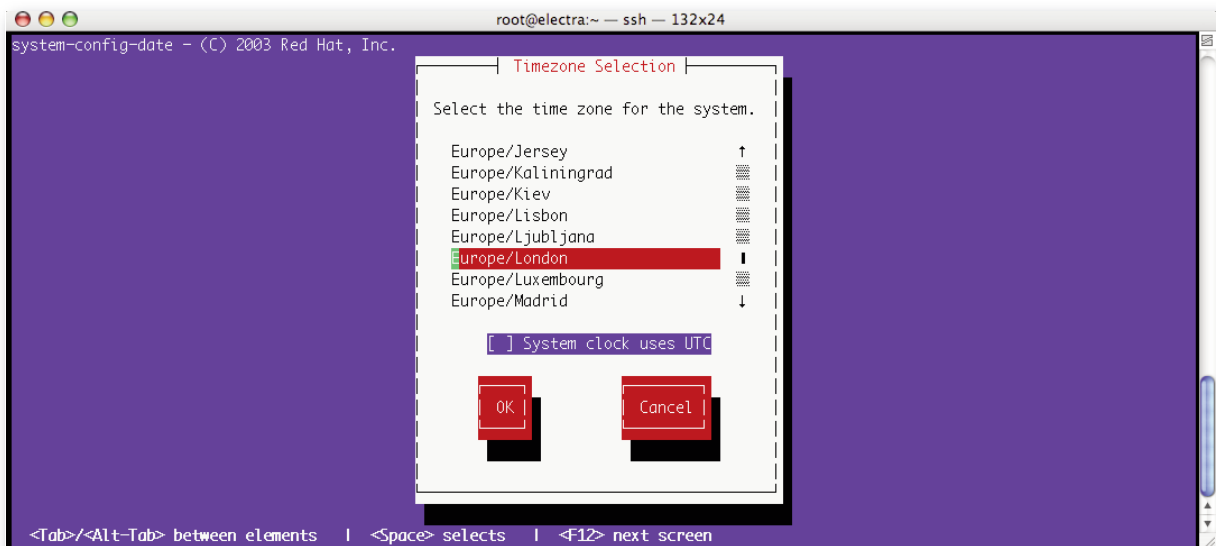 root@electra:~ — ssh — 132x24
system-config-date - (C) 2003 Red Hat, Inc.
Timezone Selection
Select the time zone for the system.
Europe/Jersey
Europe/Kaliningrad
Europe/Kiev
Europe/Lisbon
Europe/Ljubljana
Europe/London
Europe/Luxembourg
Europe/Madrid
[ ] System clock uses UTC
OK Cancel
<Tab>/<Alt-Tab> between elements | <Space> selects | <F12> next screen